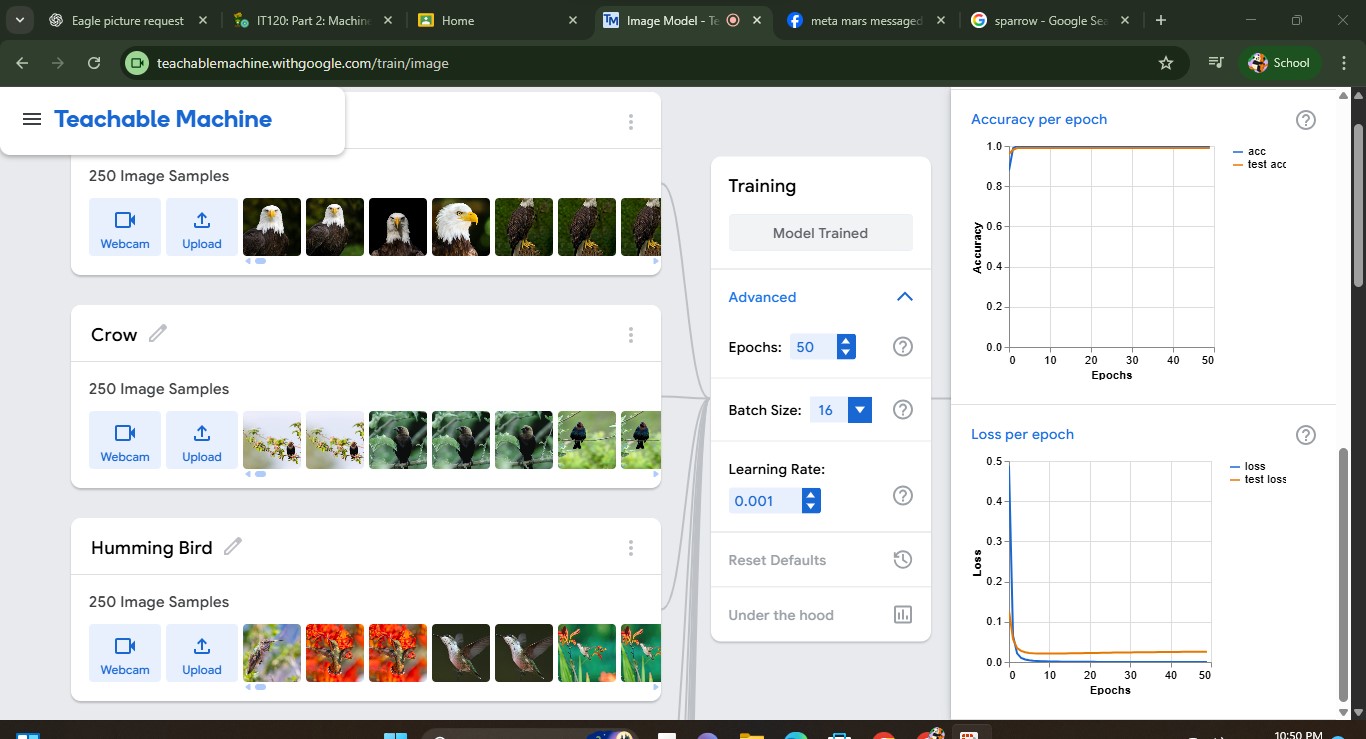 Eagle picture request
IT120: Part 2: Machine
Home
Image Model - Te
meta mars messaged
sparrow - Google Sea
teachablemachine.withgoogle.com/train/image
School
Teachable Machine
250 Image Samples
Webcam
Upload
Crow
250 Image Samples
Webcam
Upload
Humming Bird
250 Image Samples
Webcam
Upload
Training
Model Trained
Advanced
Epochs: 50
Batch Size: 16
Learning Rate:
0.001
Reset Defaults
Under the hood
Accuracy per epoch
1.0
0.8
0.6
0.4
0.2
0.0
Accuracy
0 10 20 30 40 50
Epochs
acc
test acc
Loss per epoch
0.5
0.4
0.3
0.2
0.1
0.0
Loss
0 10 20 30 40 50
Epochs
loss
test loss
10:50 PM